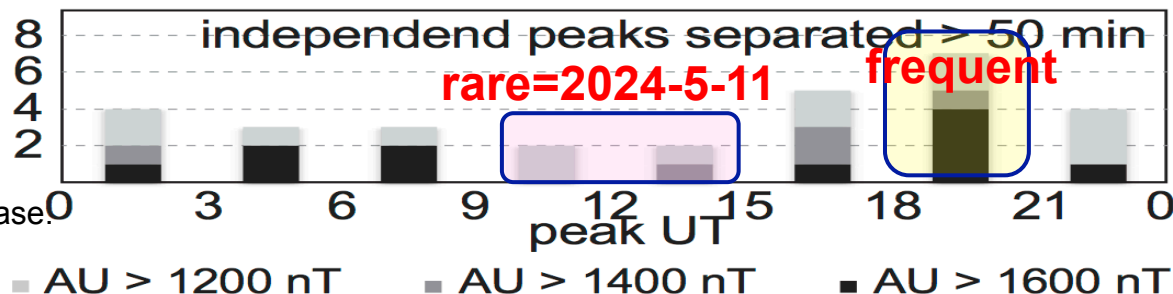 8
independend peaks separated > 50 min
6
frequent
rare=2024-5-11
4
2
0 3 6 9 12 15 18 21 0
ase.
peak UT
AU > 1200 nT AU > 1400 nT AU > 1600 nT